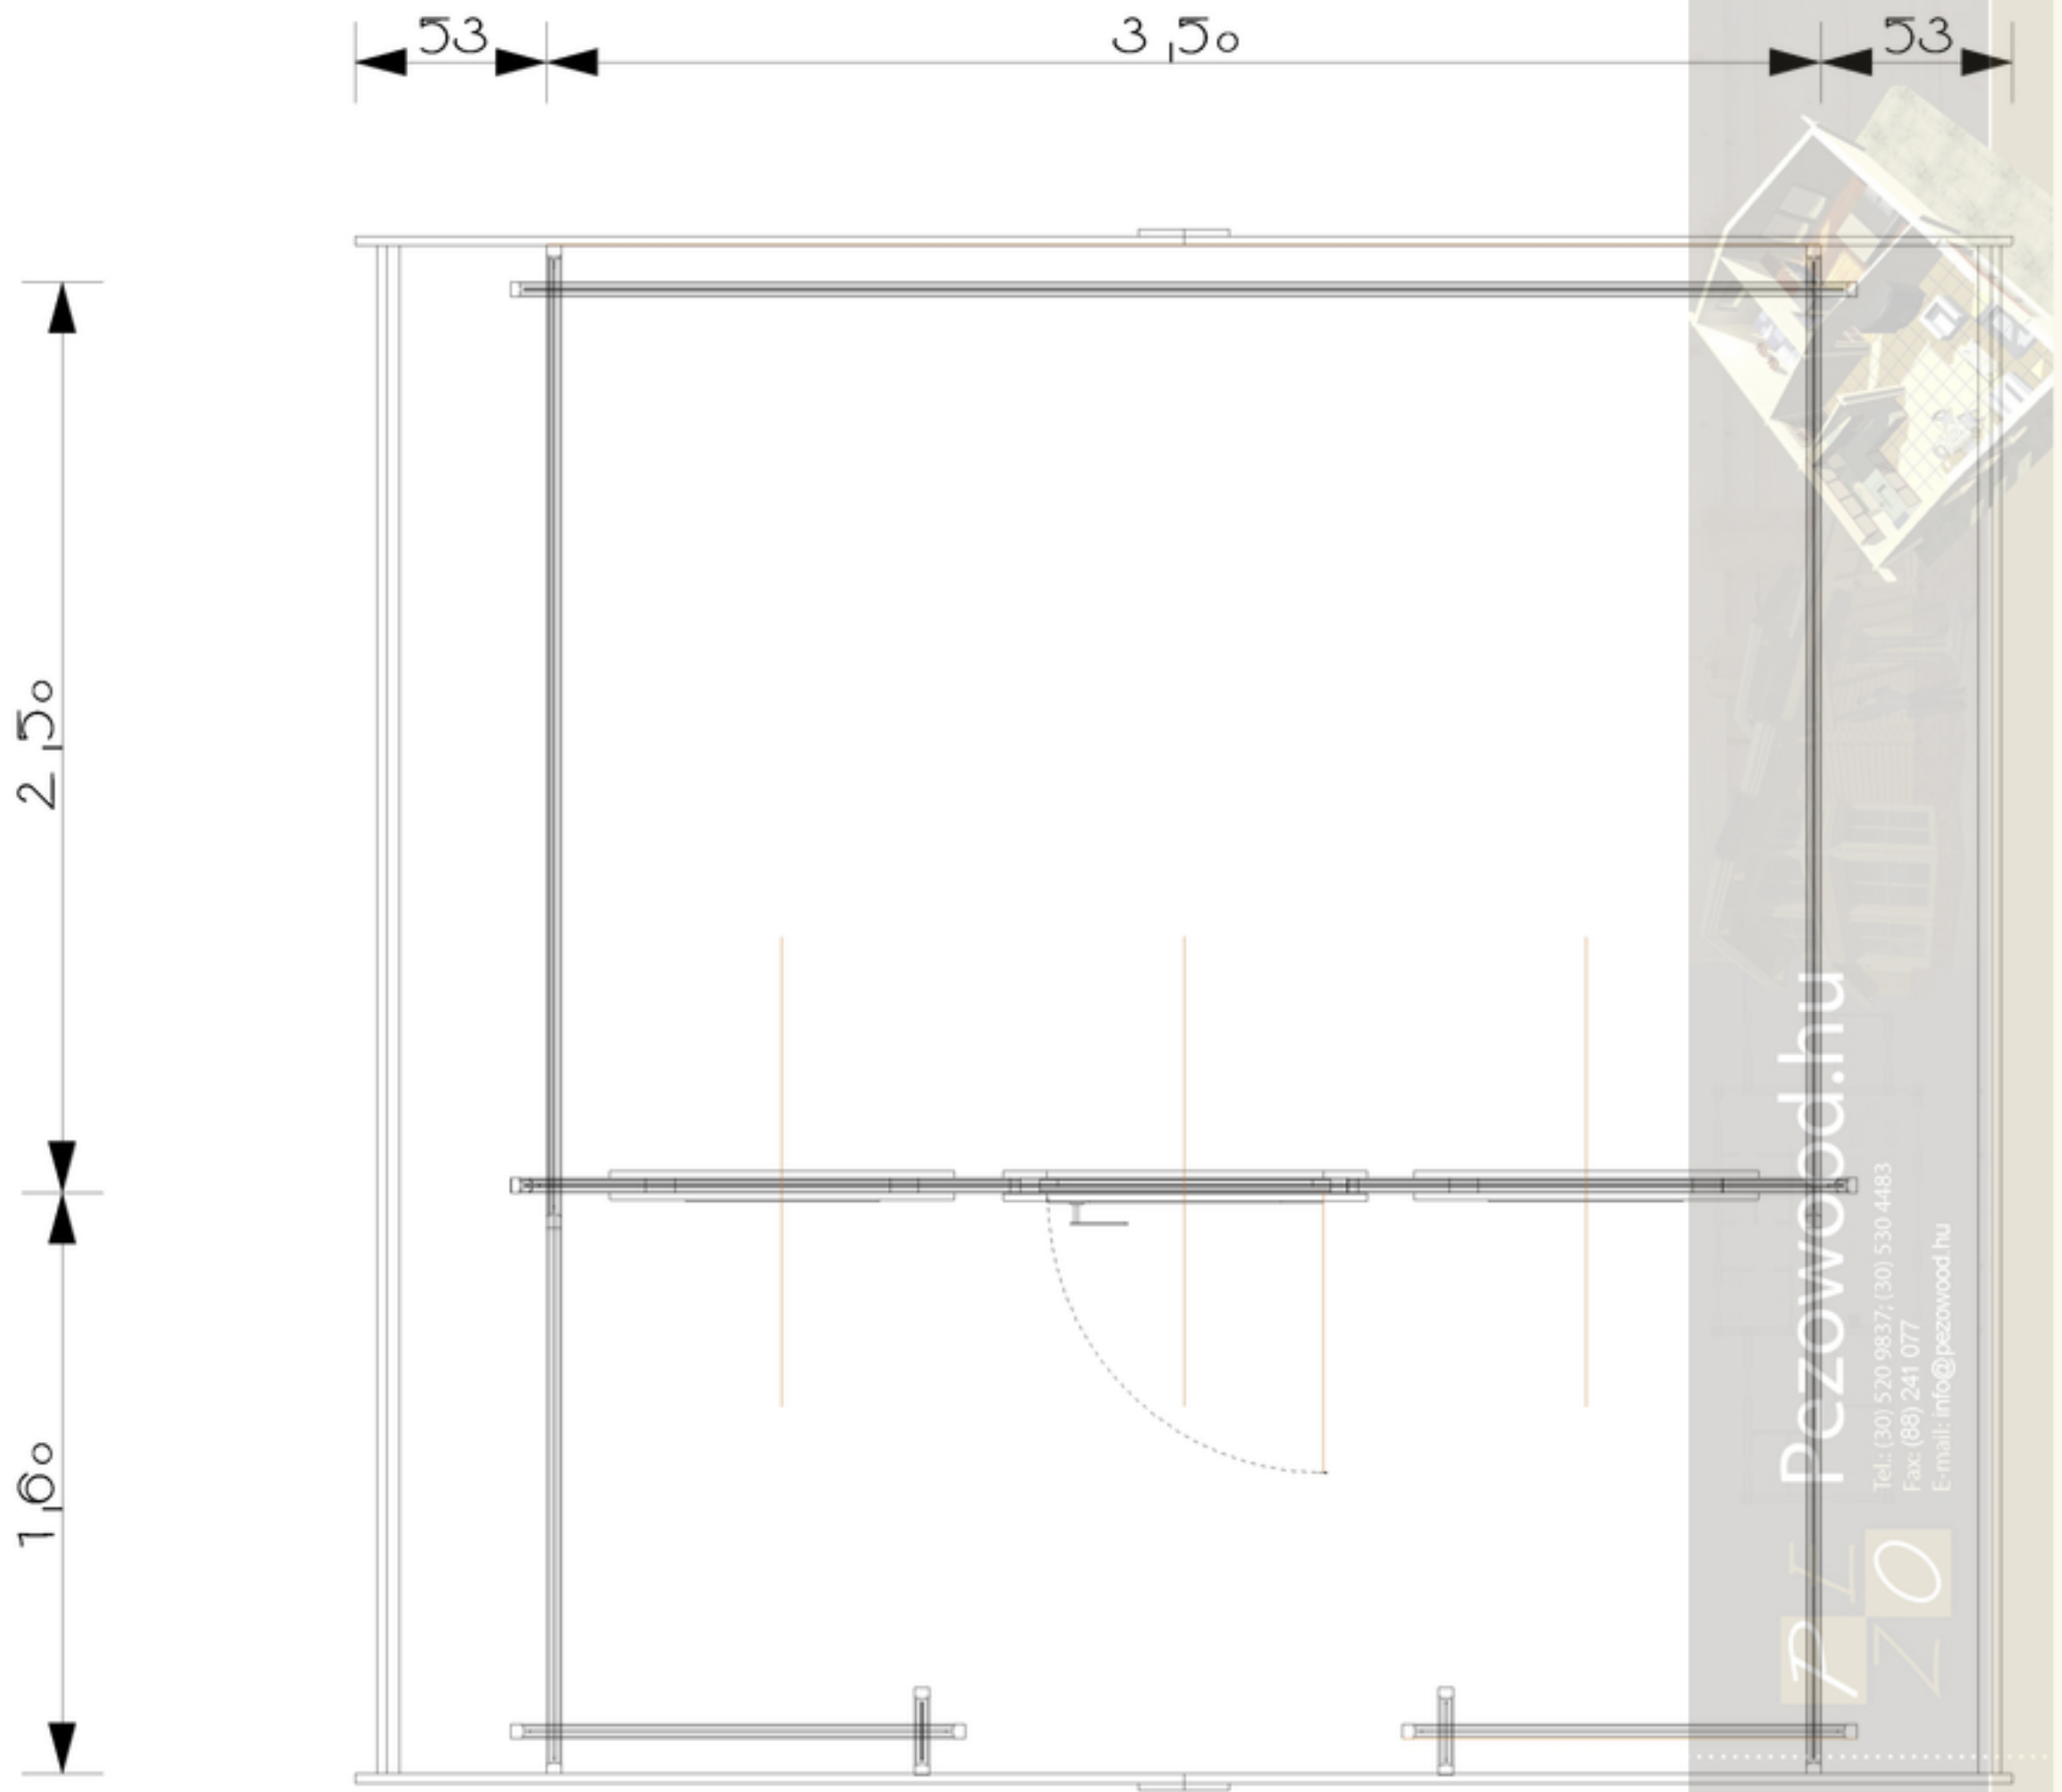 53
3,50
53
2,50
1,60
Pezowood.hu
Tel.: (30) 520 9837; (30) 530 4483
Fax: (88) 241 077
E-mail: info@pezowood.hu
P E
Z O